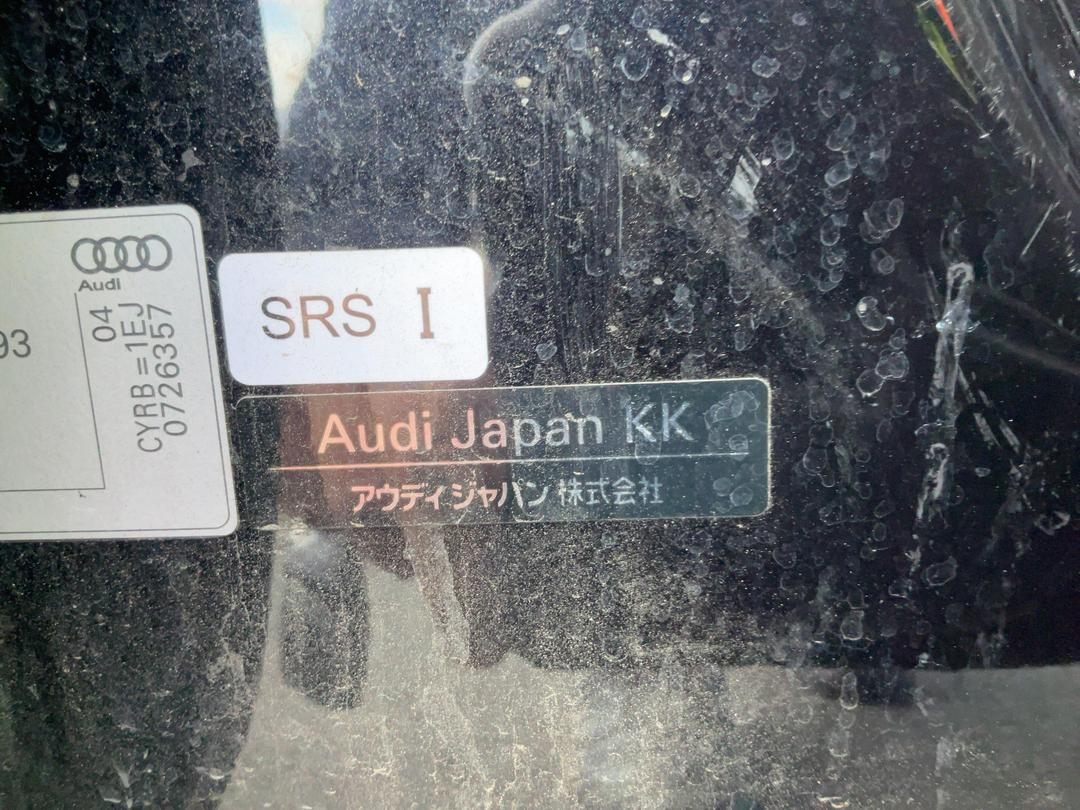 Audi
93
04
CYRB=1EJ
0726357
SRS I
Audi Japan KK
アウディ ジャパン 株式会社